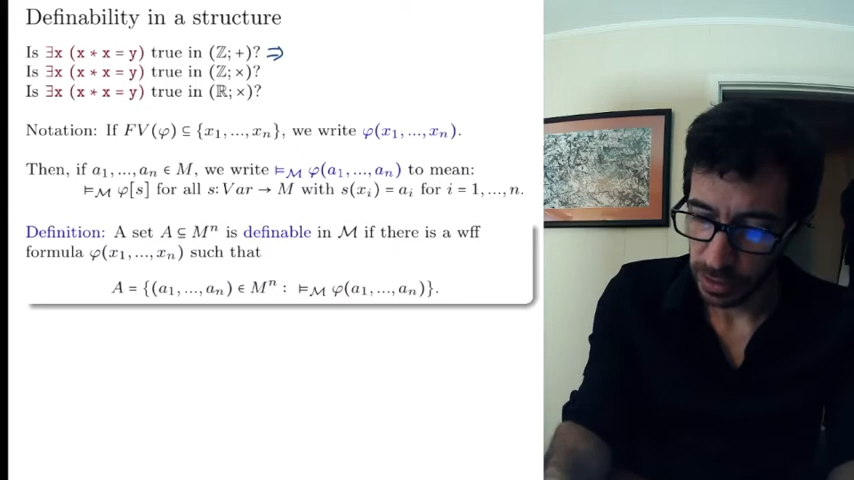 Definability in a structure
Is ∃x (x * x = y) true in (ℤ; +)? ⇒
Is ∃x (x * x = y) true in (ℤ; ×)?
Is ∃x (x * x = y) true in (ℝ; ×)?
Notation: If FV(φ) ⊆ {x₁, ..., xₙ}, we write φ(x₁, ..., xₙ).
Then, if a₁, ..., aₙ ∈ M, we write ⊨_ℳ φ(a₁, ..., aₙ) to mean:
⊨_ℳ φ[s] for all s: Var → M with s(xᵢ) = aᵢ for i = 1, ..., n.
Definition: A set A ⊆ Mⁿ is definable in ℳ if there is a wff
formula φ(x₁, ..., xₙ) such that
A = {(a₁, ..., aₙ) ∈ Mⁿ : ⊨_ℳ φ(a₁, ..., aₙ)}.